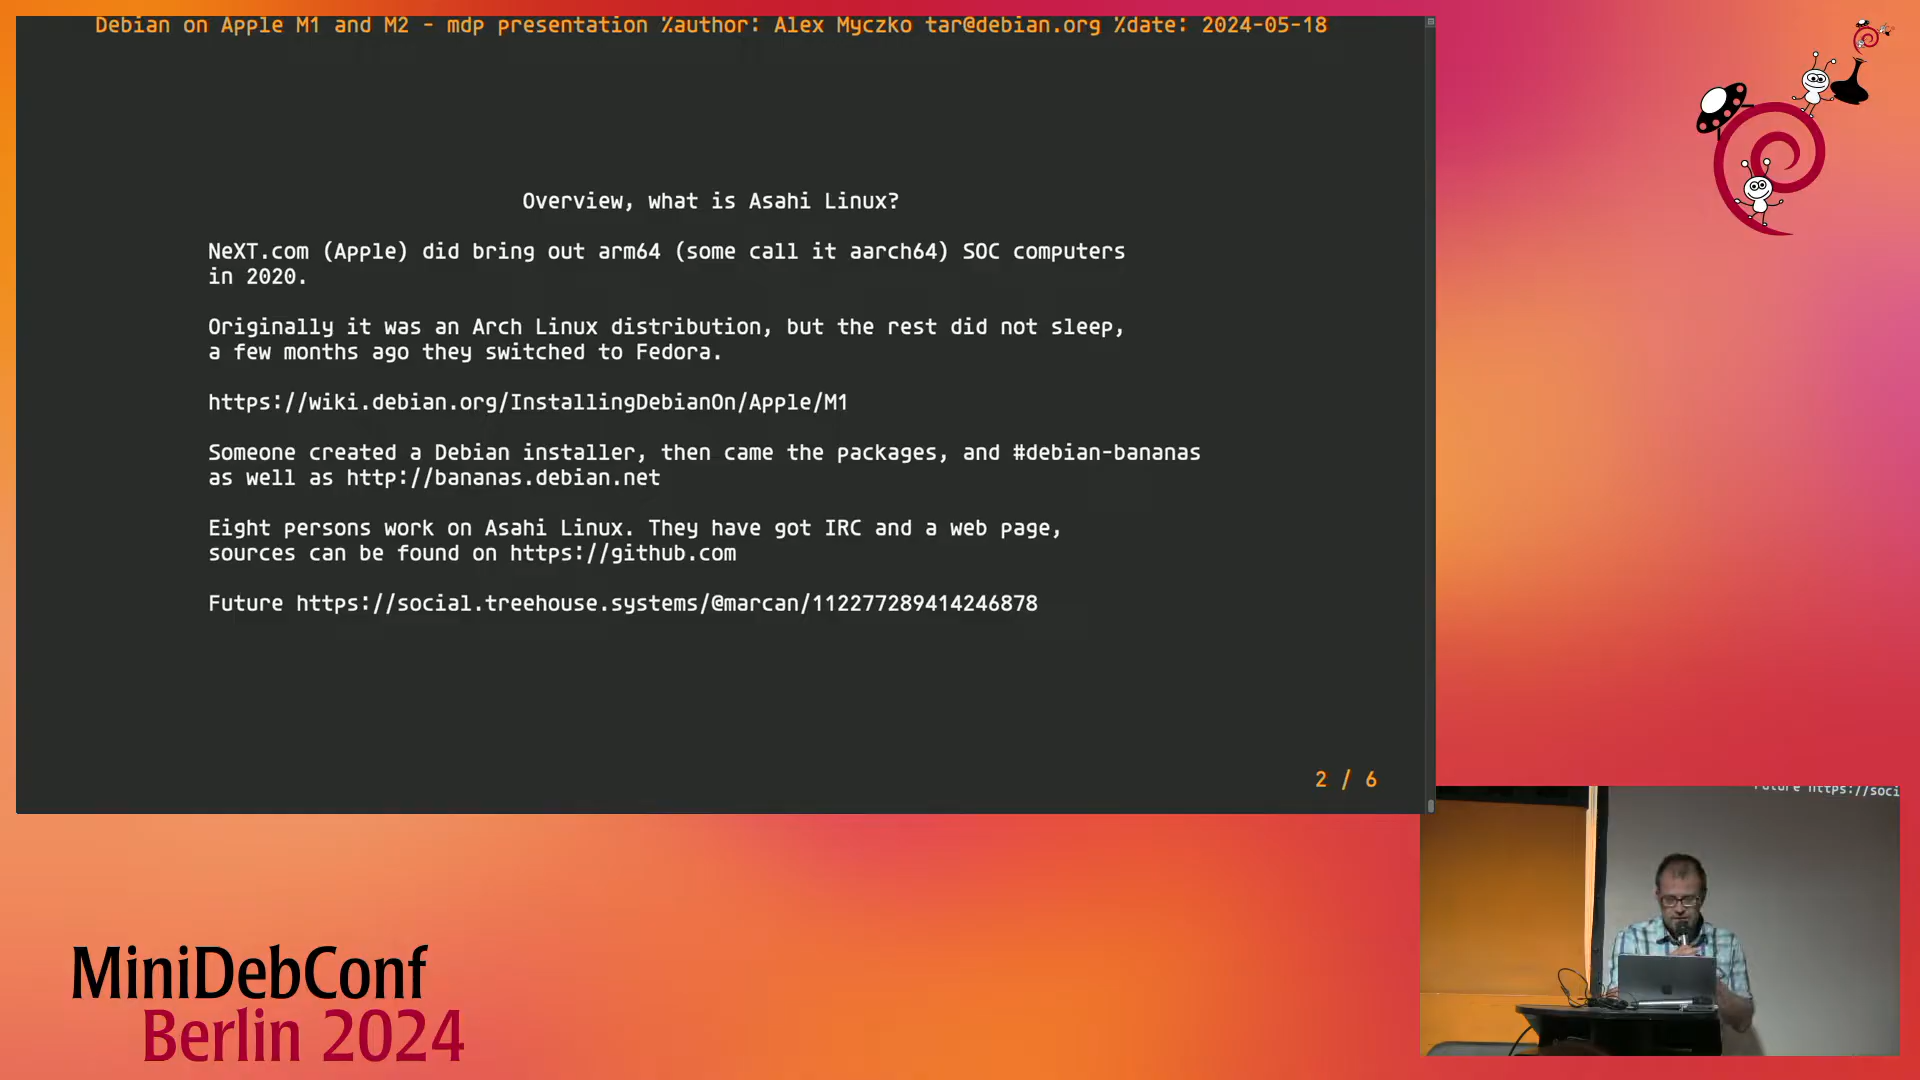 Debian on Apple M1 and M2 - mdp presentation %author: Alex Myczko tar@debian.org %date: 2024-05-18
Overview, what is Asahi Linux?
NeXT.com (Apple) did bring out arm64 (some call it aarch64) SOC computers
in 2020.
Originally it was an Arch Linux distribution, but the rest did not sleep,
a few months ago they switched to Fedora.
https://wiki.debian.org/InstallingDebianOn/Apple/M1
Someone created a Debian installer, then came the packages, and #debian-bananas
as well as http://bananas.debian.net
Eight persons work on Asahi Linux. They have got IRC and a web page,
sources can be found on https://github.com
Future https://social.treehouse.systems/@marcan/112277289414246878
2 / 6
Future https://soci
MiniDebConf
Berlin 2024